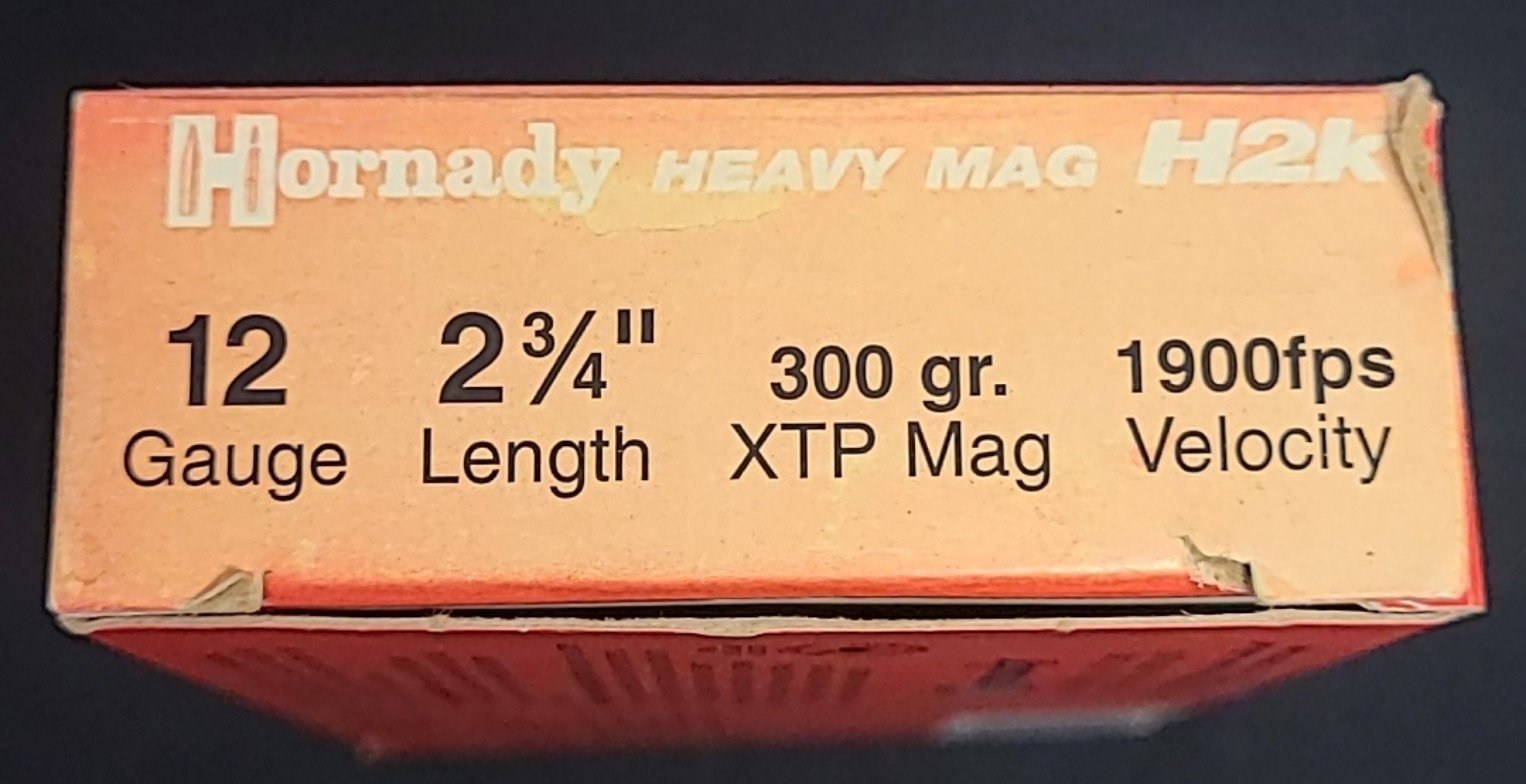 Hornady HEAVY MAG H2k
12 2¾" 300 gr. 1900fps
Gauge Length XTP Mag Velocity